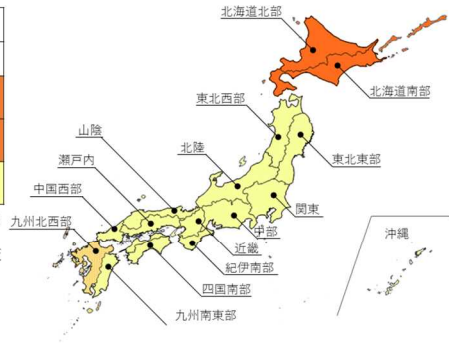 北海道北部
北海道南部
東北西部
山陰
北陸
東北東部
瀬戸内
中国西部
関東
九州北西部
中部
沖縄
近畿
紀伊南部
四国南部
九州南東部